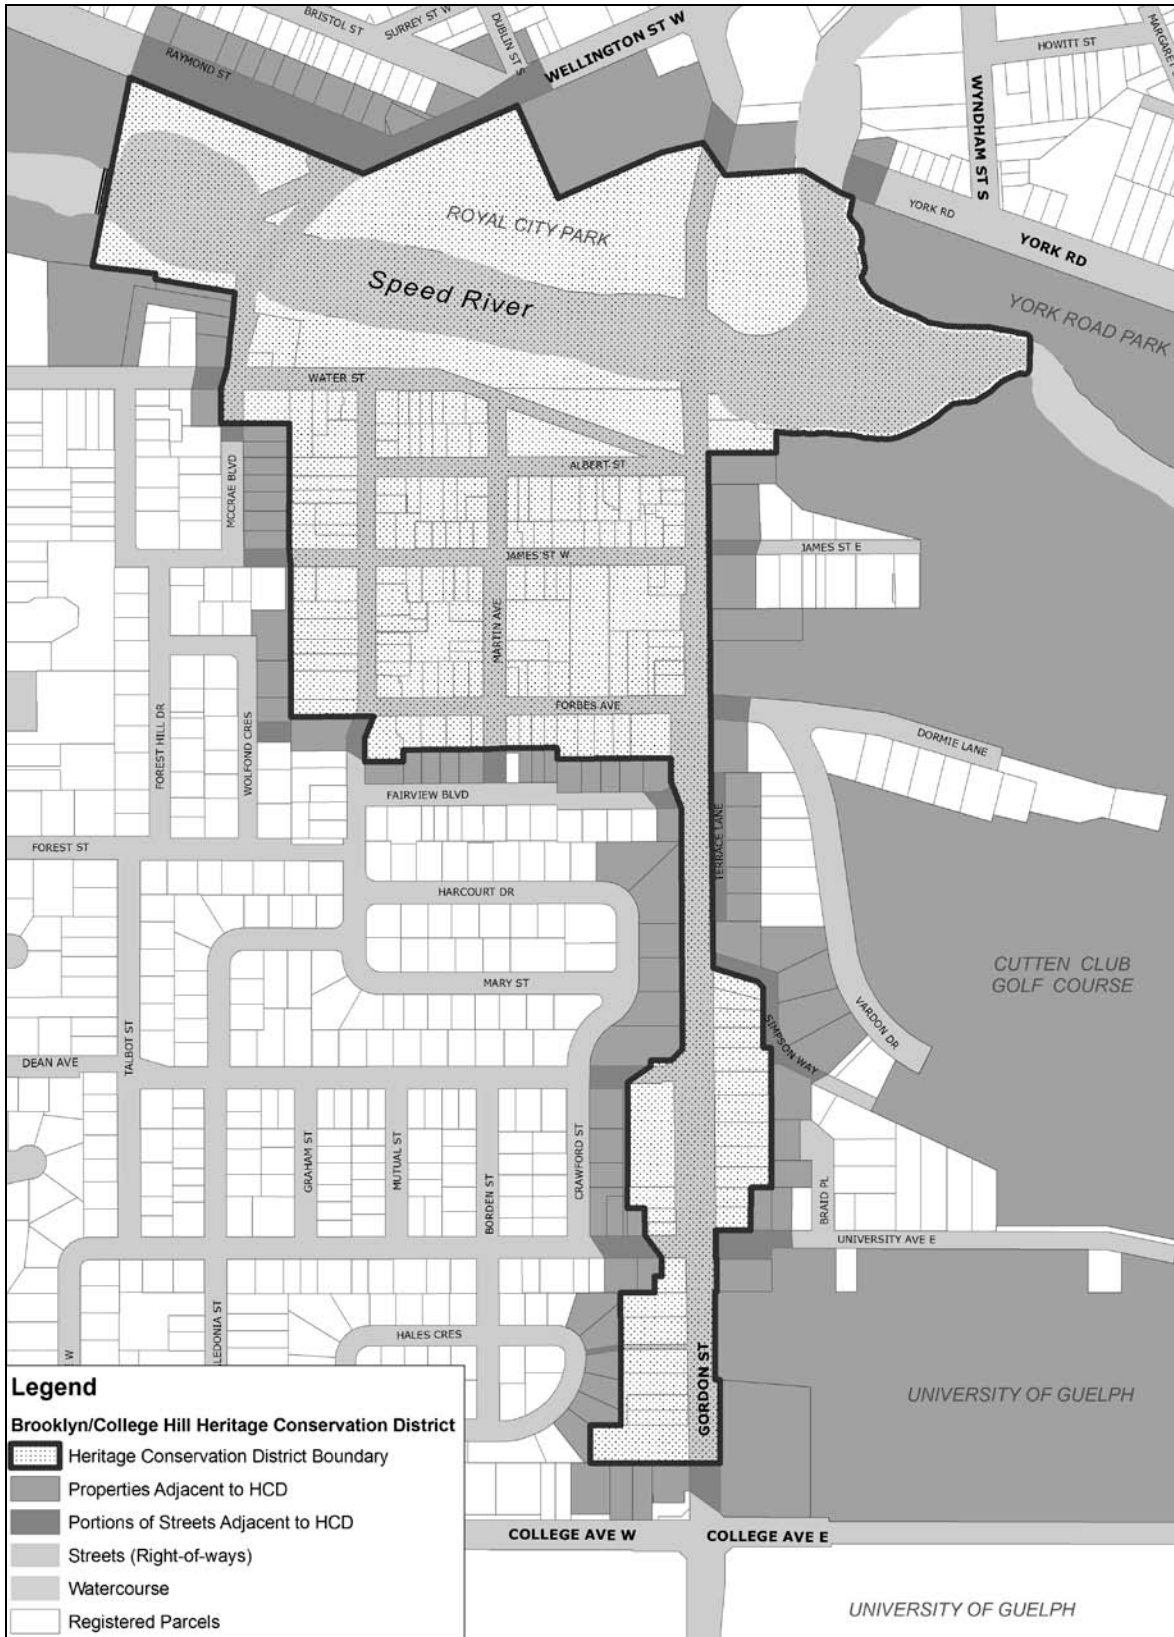 BRISTOL ST
SURREY ST W
DUBLIN ST S
WELLINGTON ST W
HOWITT ST
MARGARET
RAYMOND ST
WYNDHAM ST S
YORK RD
YORK RD
ROYAL CITY PARK
Speed River
YORK ROAD PARK
WATER ST
ALBERT ST
MCCRAE BLVD
JAMES ST W
JAMES ST E
MARTIN AVE
FORBES AVE
FOREST HILL DR
WOLFOND CRES
DORMIE LANE
FAIRVIEW BLVD
TERRACE LANE
FOREST ST
HARCOURT DR
CUTTEN CLUB
GOLF COURSE
MARY ST
SIMPSON WAY
VARDON DR
TALBOT ST
DEAN AVE
GRAHAM ST
MUTUAL ST
BORDEN ST
CRAWFORD ST
BRAID PL
UNIVERSITY AVE E
HALES CRES
LEDONIA ST
W
GORDON ST
UNIVERSITY OF GUELPH
Legend
Brooklyn/College Hill Heritage Conservation District
Heritage Conservation District Boundary
Properties Adjacent to HCD
Portions of Streets Adjacent to HCD
Streets (Right-of-ways)
Watercourse
Registered Parcels
COLLEGE AVE W
COLLEGE AVE E
UNIVERSITY OF GUELPH